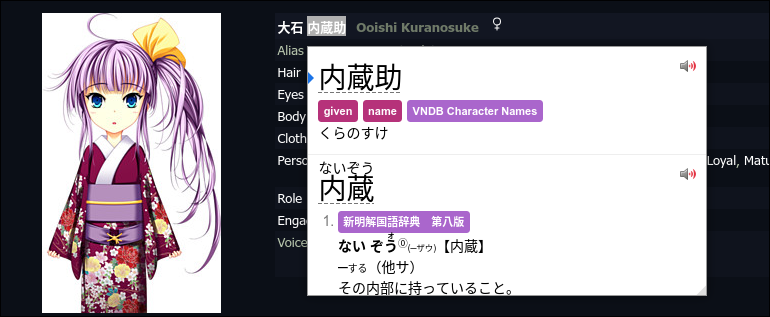 大石 内蔵助 Ooishi Kuranosuke ♀
Alias
Hair
Eyes
Body
Cloth
Perso
Loyal, Matu
Role
Engag
Voice
内蔵助
given name VNDB Character Names
くらのすけ
ないぞう
内蔵
1. 新明解国語辞典 第八版
ない ぞう⓪(―ザウ)【内蔵】
オ
―する（他サ）
その内部に持っていること。